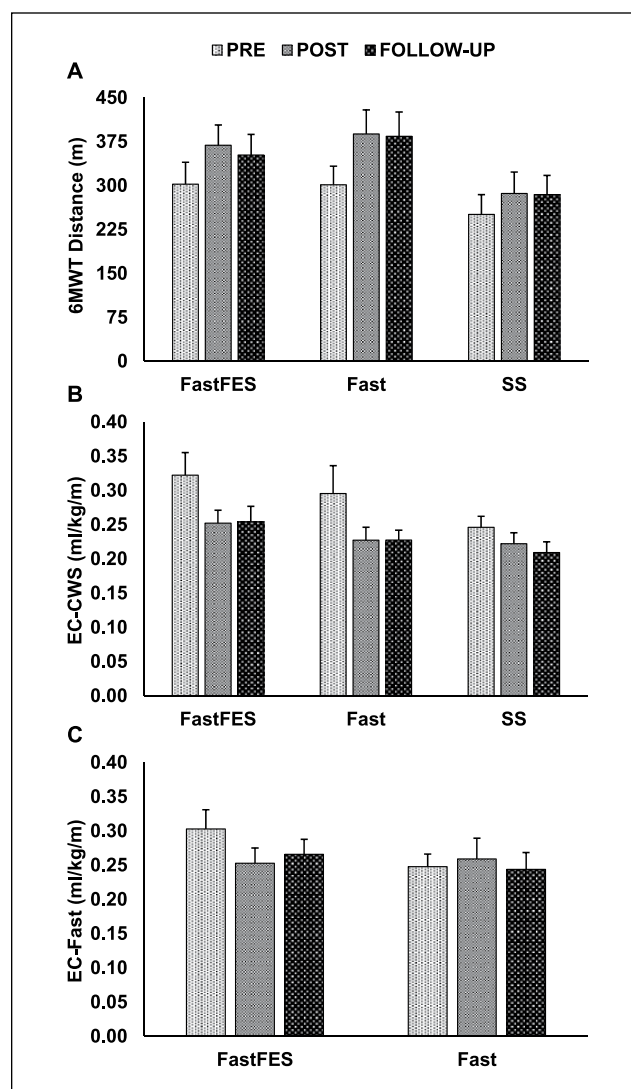 PRE POST FOLLOW-UP
A
450
375
300
225
150
75
0
6MWT Distance (m)
FastFES Fast SS
B
0.40
0.35
0.30
0.25
0.20
0.15
0.10
0.05
0.00
EC-CWS (ml/kg/m)
FastFES Fast SS
C
0.40
0.35
0.30
0.25
0.20
0.15
0.10
0.05
0.00
EC-Fast (ml/kg/m)
FastFES Fast